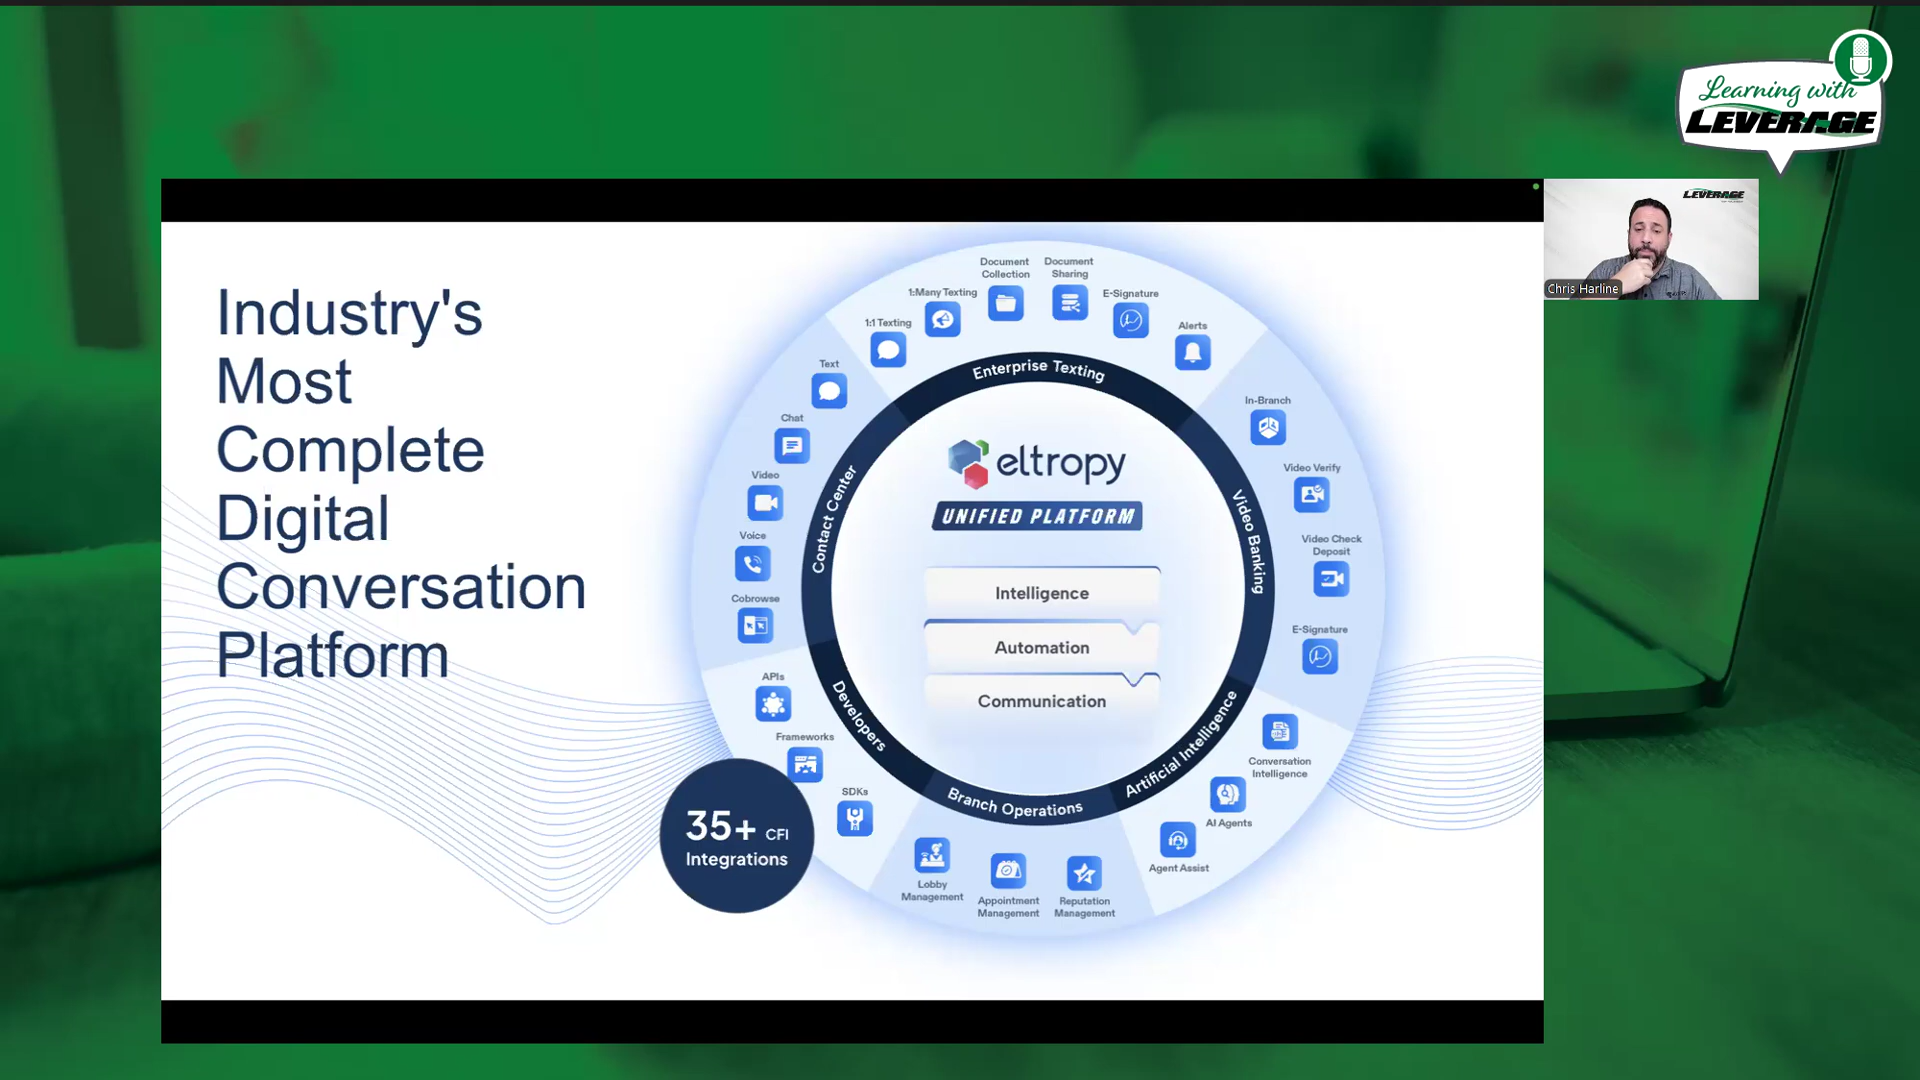 Learning with
LEVERAGE
LEVERAGE
Chris Harline
Industry's
Most
Complete
Digital
Conversation
Platform
Enterprise Texting
1:1 Texting
1:Many Texting
Document
Collection
Document
Sharing
E-Signature
Alerts
Video Banking
In-Branch
Video Verify
Video Check
Deposit
E-Signature
Artificial Intelligence
Conversation
Intelligence
AI Agents
Agent Assist
Branch Operations
Lobby
Management
Appointment
Management
Reputation
Management
Developers
APIs
Frameworks
SDKs
Contact Center
Text
Chat
Video
Voice
Cobrowse
eltropy
UNIFIED PLATFORM
Intelligence
Automation
Communication
35+ CFI
Integrations